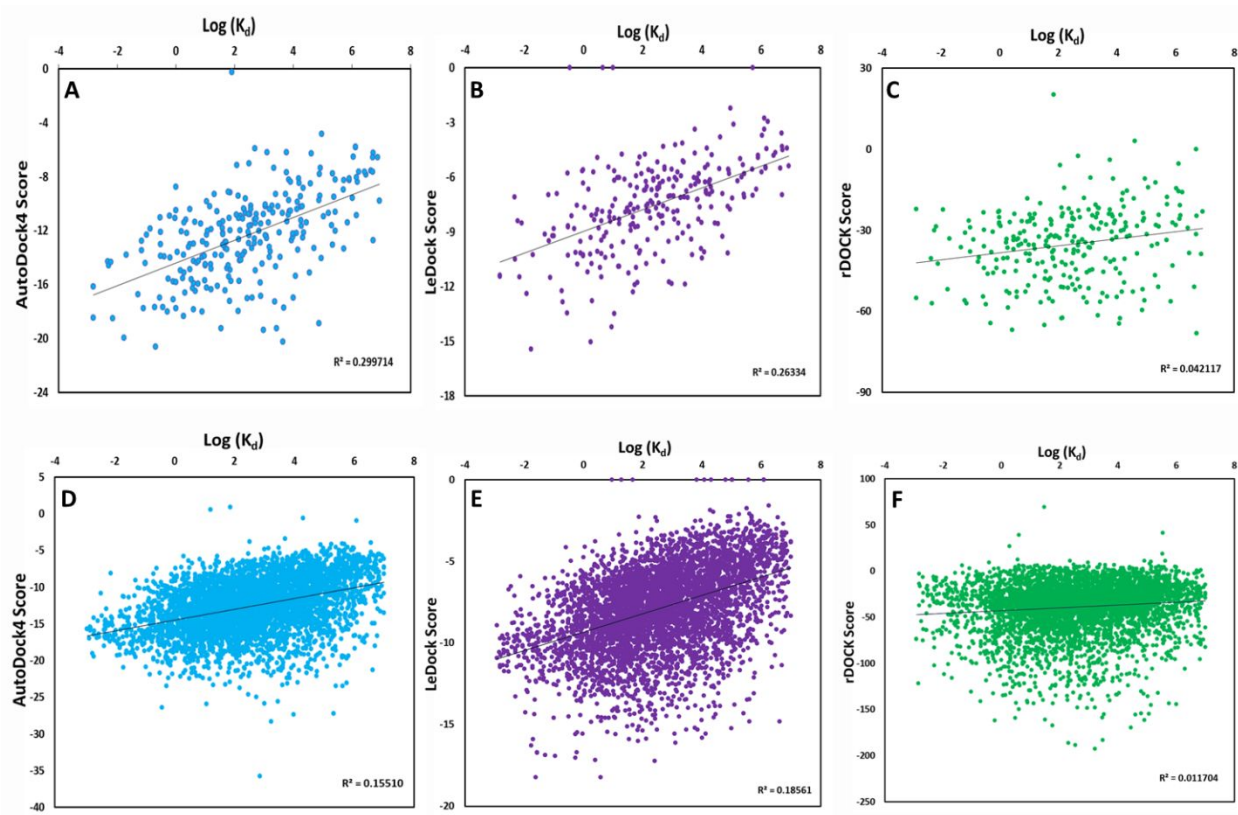 Log (Kd)
-4 -2 0 2 4 6 8
0
-4
-8
-12
-16
-20
-24
AutoDock4 Score
A
R² = 0.299714
Log (Kd)
-4 -2 0 2 4 6 8
0
-3
-6
-9
-12
-15
-18
LeDock Score
B
R² = 0.26334
Log (Kd)
-4 -2 0 2 4 6 8
30
0
-30
-60
-90
rDOCK Score
C
R² = 0.042117
Log (Kd)
-4 -2 0 2 4 6 8
5
0
-5
-10
-15
-20
-25
-30
-35
-40
AutoDock4 Score
D
R² = 0.15510
Log (Kd)
-4 -2 0 2 4 6 8
0
-5
-10
-15
-20
LeDock Score
E
R² = 0.18561
Log (Kd)
-4 -2 0 2 4 6 8
100
50
0
-50
-100
-150
-200
-250
rDOCK Score
F
R² = 0.011704